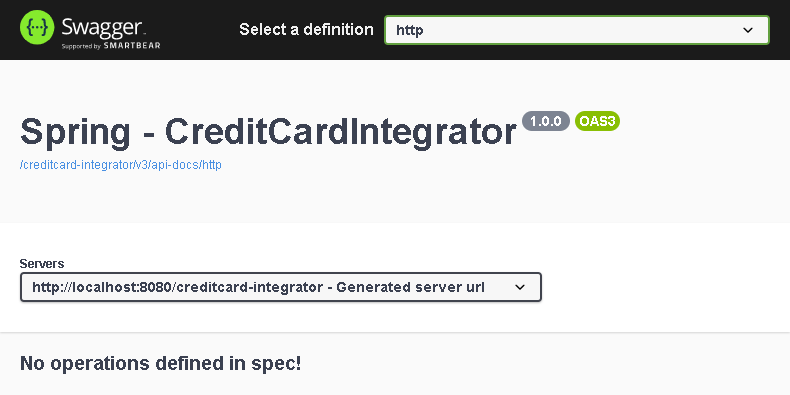 Swagger™
Supported by SMARTBEAR
Select a definition
http
Spring - CreditCardIntegrator 1.0.0 OAS3
/creditcard-integrator/v3/api-docs/http
Servers
http://localhost:8080/creditcard-integrator - Generated server url
No operations defined in spec!